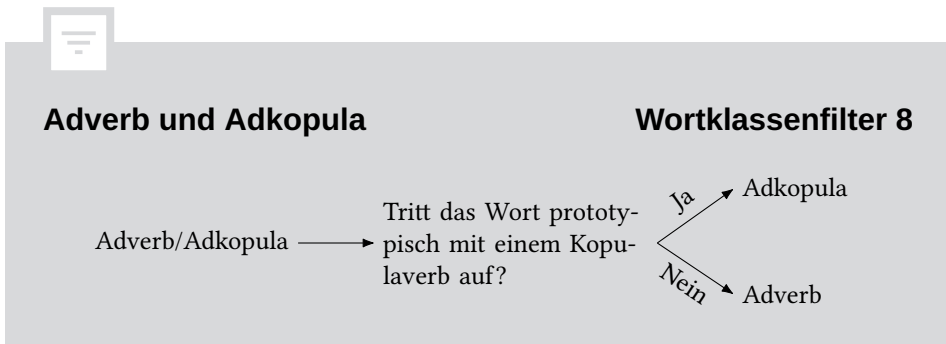 Adverb und Adkopula
Wortklassenfilter 8
Adverb/Adkopula
Tritt das Wort prototy-
pisch mit einem Kopu-
laverb auf?
Ja
Adkopula
Nein
Adverb